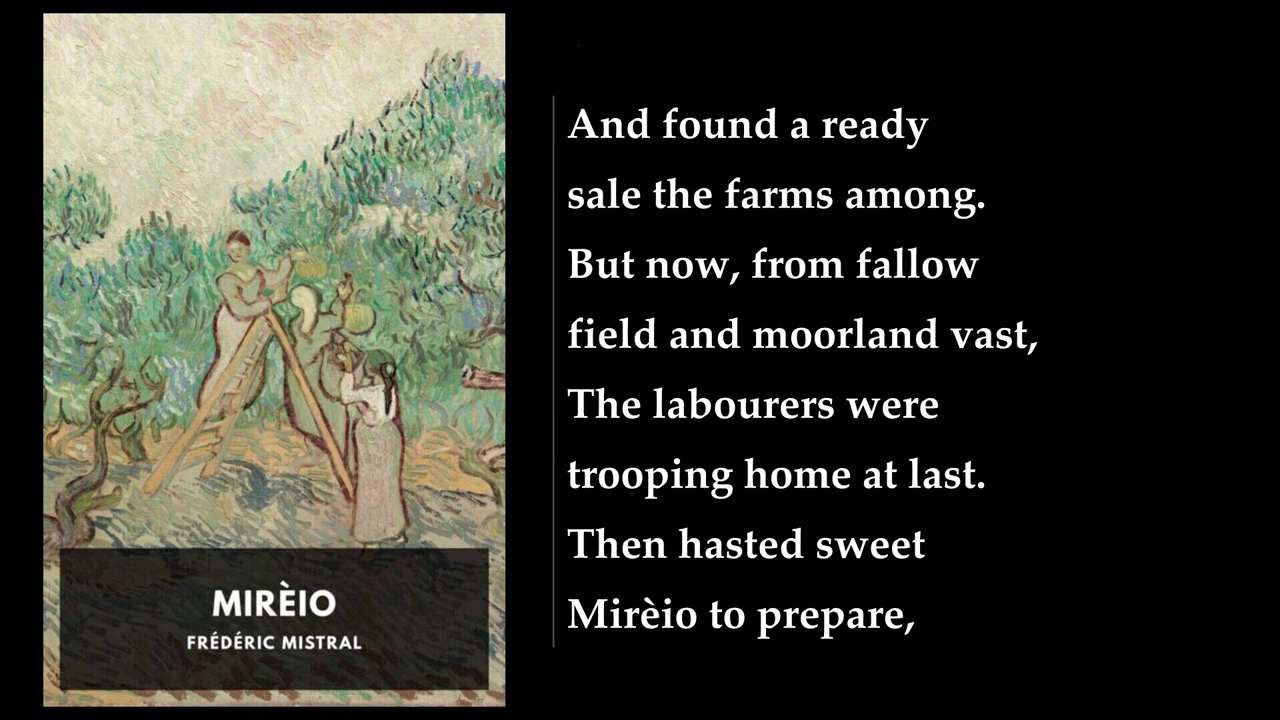 And found a ready
sale the farms among.
But now, from fallow
field and moorland vast,
The labourers were
trooping home at last.
Then hasted sweet
Mirèio to prepare,
MIRÈIO
FRÉDÉRIC MISTRAL